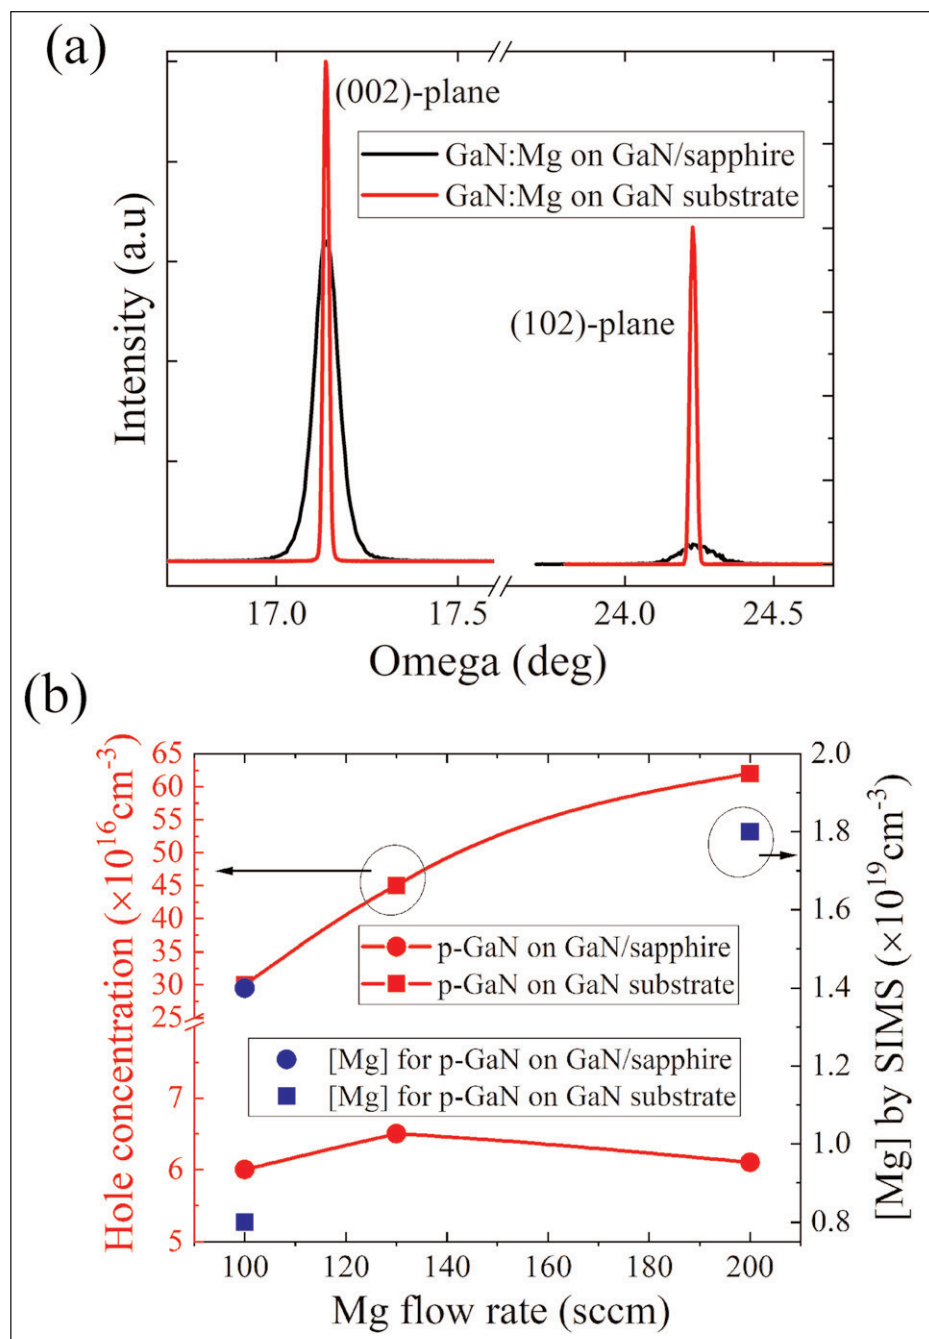 (a)
(002)-plane
GaN:Mg on GaN/sapphire
GaN:Mg on GaN substrate
(102)-plane
Intensity (a.u)
17.0 17.5 24.0 24.5
Omega (deg)
(b)
Hole concentration (×10¹⁶cm⁻³)
65
60
55
50
45
40
35
30
25
7
6
5
p-GaN on GaN/sapphire
p-GaN on GaN substrate
[Mg] for p-GaN on GaN/sapphire
[Mg] for p-GaN on GaN substrate
2.0
1.8
1.6
1.4
1.2
1.0
0.8
[Mg] by SIMS (×10¹⁹cm⁻³)
100 120 140 160 180 200
Mg flow rate (sccm)